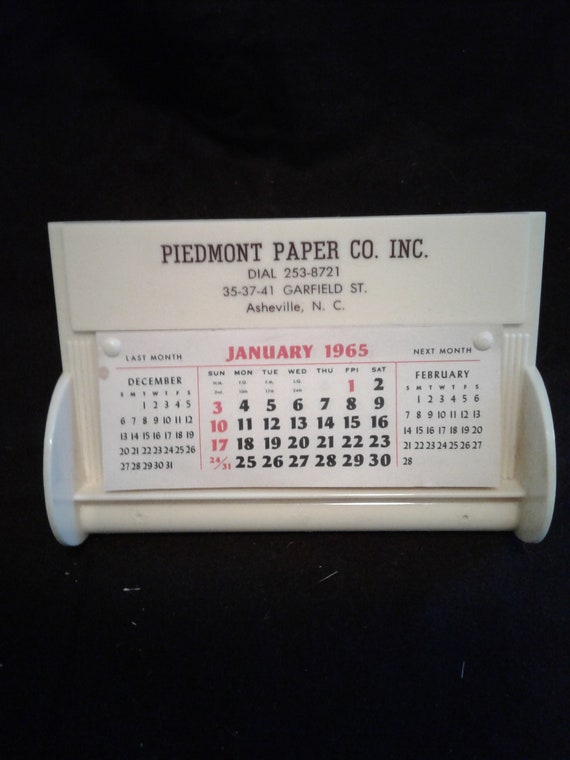 PIEDMONT PAPER CO. INC.
DIAL 253-8721
35-37-41 GARFIELD ST.
Asheville, N. C.
LAST MONTH
JANUARY 1965
NEXT MONTH
DECEMBER
S M T W T F S
1 2 3 4 5
6 7 8 9 10 11 12
13 14 15 16 17 18 19
20 21 22 23 24 25 26
27 28 29 30 31
SUN MON TUE WED THU FRI SAT
N.M. F.Q. F.M. L.Q.
2nd. 10th 17th 24th
1 2
3 4 5 6 7 8 9
10 11 12 13 14 15 16
17 18 19 20 21 22 23
24/31 25 26 27 28 29 30
FEBRUARY
S M T W T F S
1 2 3 4 5 6
7 8 9 10 11 12 13
14 15 16 17 18 19 20
21 22 23 24 25 26 27
28